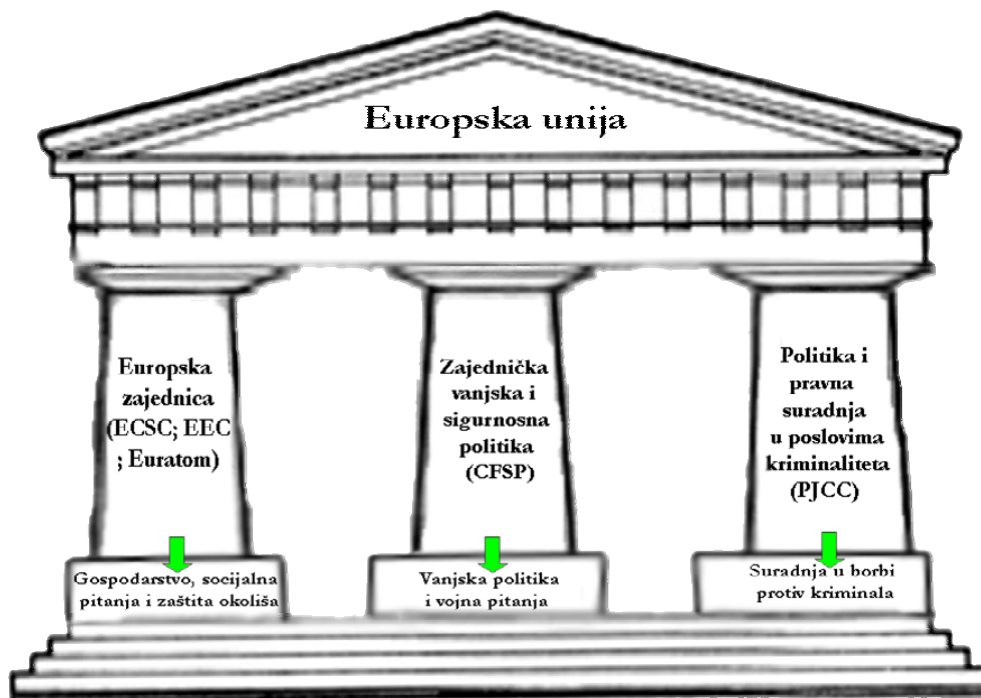 Europska unija
Europska
zajednica
(ECSC; EEC
; Euratom)
Zajednička
vanjska i
sigurnosna
politika
(CFSP)
Politika i
pravna
suradnja
u poslovima
kriminaliteta
(PJCC)
Gospodarstvo, socijalna
pitanja i zaštita okoliša
Vanjska politika
i vojna pitanja
Suradnja u borbi
protiv kriminala